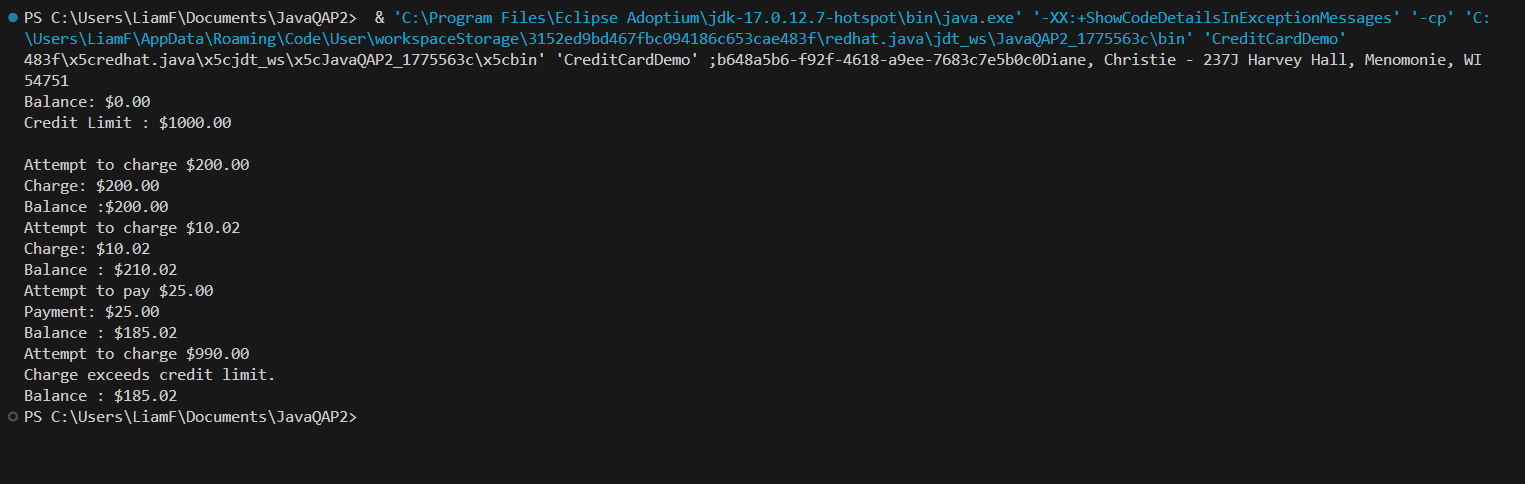 PS C:\Users\LiamF\Documents\JavaQAP2>  & 'C:\Program Files\Eclipse Adoptium\jdk-17.0.12.7-hotspot\bin\java.exe' '-XX:+ShowCodeDetailsInExceptionMessages' '-cp' 'C:
\Users\LiamF\AppData\Roaming\Code\User\workspaceStorage\3152ed9bd467fbc094186c653cae483f\redhat.java\jdt_ws\JavaQAP2_1775563c\bin' 'CreditCardDemo'
483f\x5credhat.java\x5cjdt_ws\x5cJavaQAP2_1775563c\x5cbin' 'CreditCardDemo' ;b648a5b6-f92f-4618-a9ee-7683c7e5b0c0Diane, Christie - 237J Harvey Hall, Menomonie, WI
54751
Balance: $0.00
Credit Limit : $1000.00

Attempt to charge $200.00
Charge: $200.00
Balance :$200.00
Attempt to charge $10.02
Charge: $10.02
Balance : $210.02
Attempt to pay $25.00
Payment: $25.00
Balance : $185.02
Attempt to charge $990.00
Charge exceeds credit limit.
Balance : $185.02
PS C:\Users\LiamF\Documents\JavaQAP2>